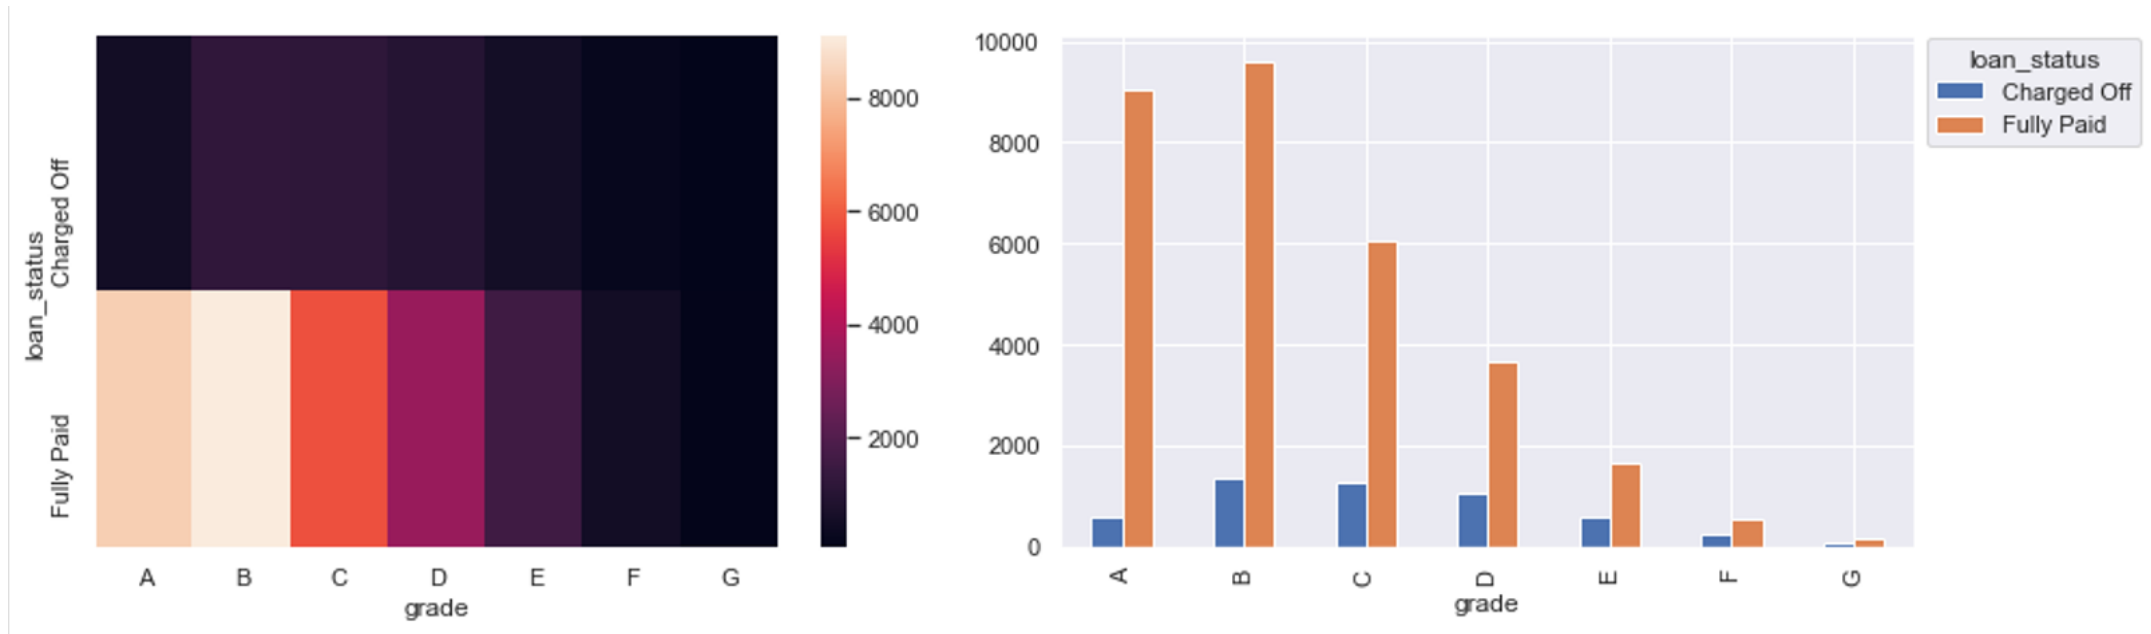 loan_status
Charged Off
Fully Paid
A B C D E F G
grade
8000
6000
4000
2000
10000
8000
6000
4000
2000
0
A B C D E F G
grade
loan_status
Charged Off
Fully Paid